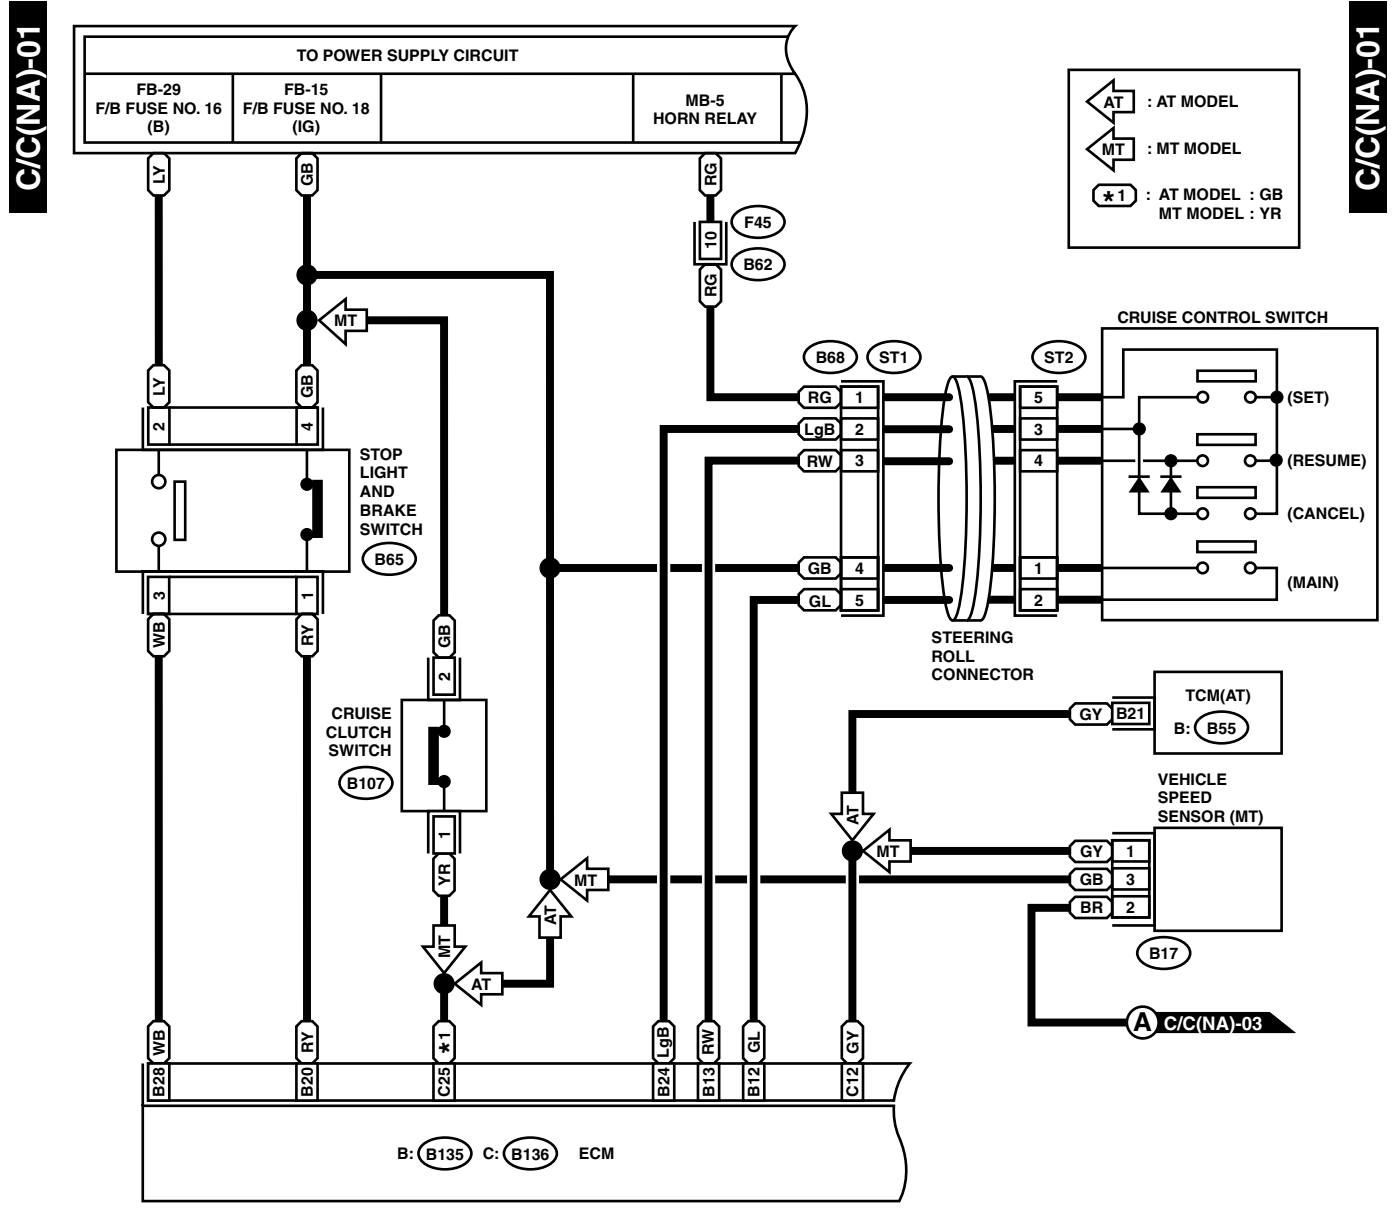 C/C(NA)-01
C/C(NA)-01
TO POWER SUPPLY CIRCUIT
FB-29
F/B FUSE NO. 16
(B)
FB-15
F/B FUSE NO. 18
(IG)
MB-5
HORN RELAY
AT : AT MODEL
MT : MT MODEL
*1 : AT MODEL : GB
MT MODEL : YR
LY
GB
RG
10
F45
B62
RG
MT
LY
GB
2
4
STOP
LIGHT
AND
BRAKE
SWITCH
B65
3
1
WB
RY
CRUISE CONTROL SWITCH
B68
ST1
ST2
RG 1
5
(SET)
LgB 2
3
RW 3
4
(RESUME)
(CANCEL)
GB 4
1
(MAIN)
GL 5
2
STEERING
ROLL
CONNECTOR
GB
2
CRUISE
CLUTCH
SWITCH
B107
1
YR
MT
AT
MT
AT
GY B21
TCM(AT)
B: B55
VEHICLE
SPEED
SENSOR (MT)
AT
MT
GY 1
GB 3
BR 2
B17
A C/C(NA)-03
WB
RY
*1
LgB
RW
GL
GY
B28
B20
C25
B24
B13
B12
C12
B: B135 C: B136 ECM